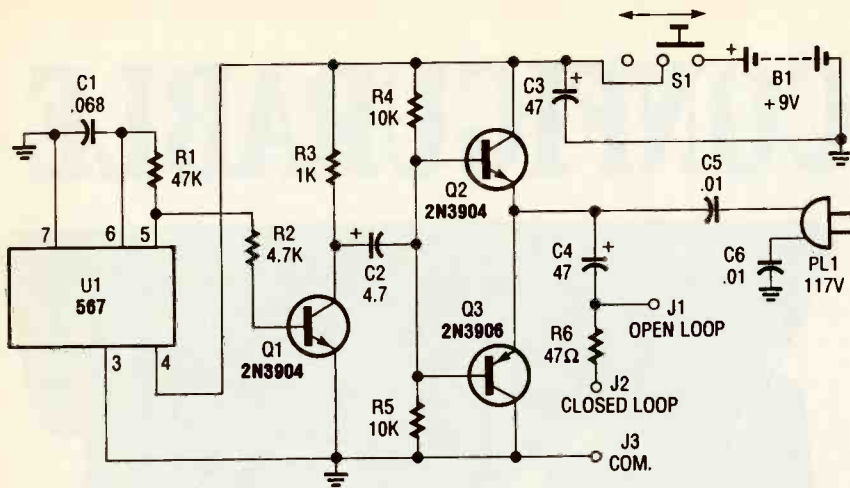 C1
.068
R1
47K
7
6
5
U1
567
3
4
R2
4.7K
Q1
2N3904
R3
1K
+
C2
4.7
R4
10K
R5
10K
Q2
2N3904
Q3
2N3906
C3
47
+
S1
+
B1
+9V
C4
47
+
R6
47Ω
J1
OPEN LOOP
J2
CLOSED LOOP
J3
COM.
C5
.01
C6
.01
PL1
117V